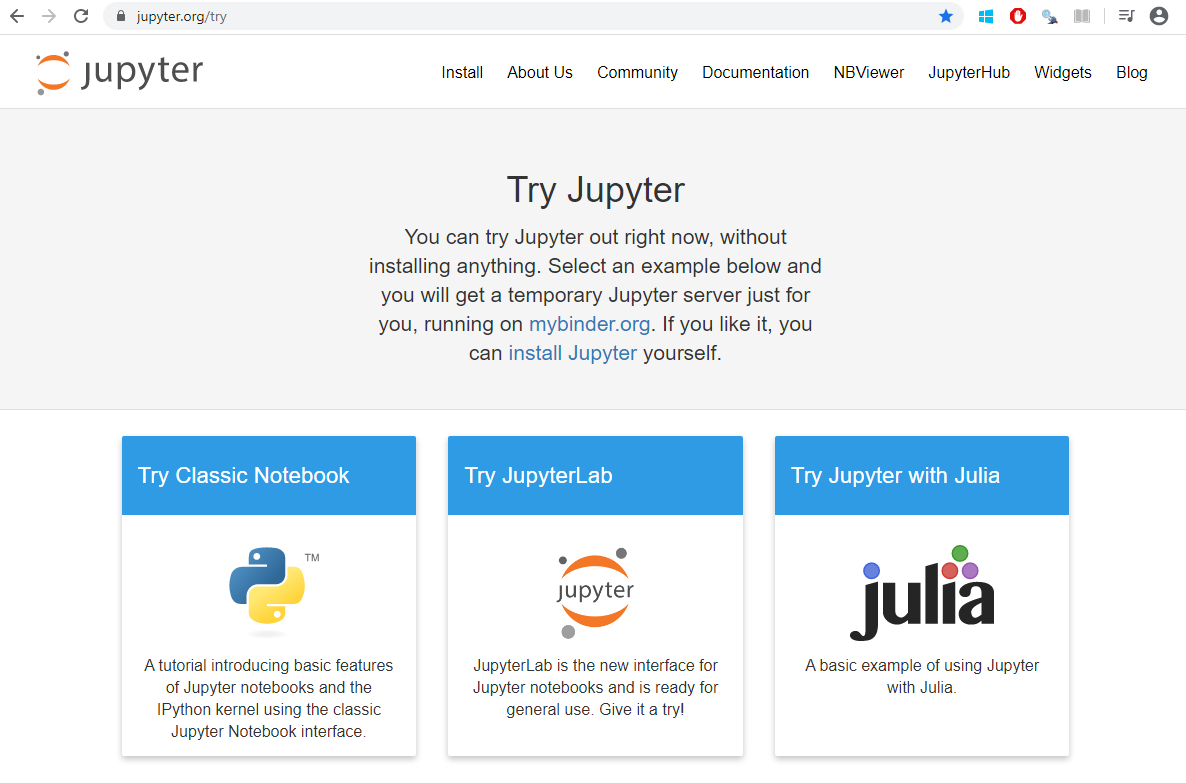 jupyter.org/try
jupyter
Install About Us Community Documentation NBViewer JupyterHub Widgets Blog
Try Jupyter
You can try Jupyter out right now, without
installing anything. Select an example below and
you will get a temporary Jupyter server just for
you, running on mybinder.org. If you like it, you
can install Jupyter yourself.
Try Classic Notebook
TM
A tutorial introducing basic features
of Jupyter notebooks and the
IPython kernel using the classic
Jupyter Notebook interface.
Try JupyterLab
jupyter
JupyterLab is the new interface for
Jupyter notebooks and is ready for
general use. Give it a try!
Try Jupyter with Julia
julia
A basic example of using Jupyter
with Julia.